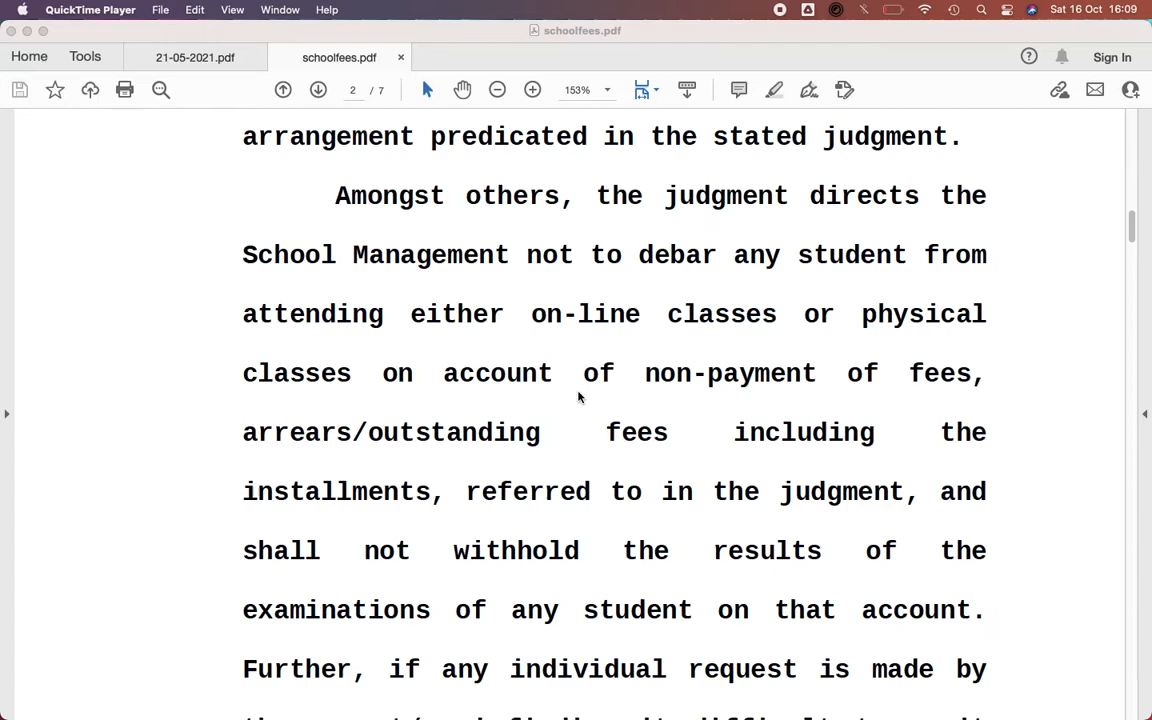 QuickTime Player File Edit View Window Help Sat 16 Oct 16:09
schoolfees.pdf
Home Tools 21-05-2021.pdf schoolfees.pdf × Sign In
2 / 7 153%
arrangement predicated in the stated judgment.
Amongst others, the judgment directs the
School Management not to debar any student from
attending either on-line classes or physical
classes on account of non-payment of fees,
arrears/outstanding fees including the
installments, referred to in the judgment, and
shall not withhold the results of the
examinations of any student on that account.
Further, if any individual request is made by